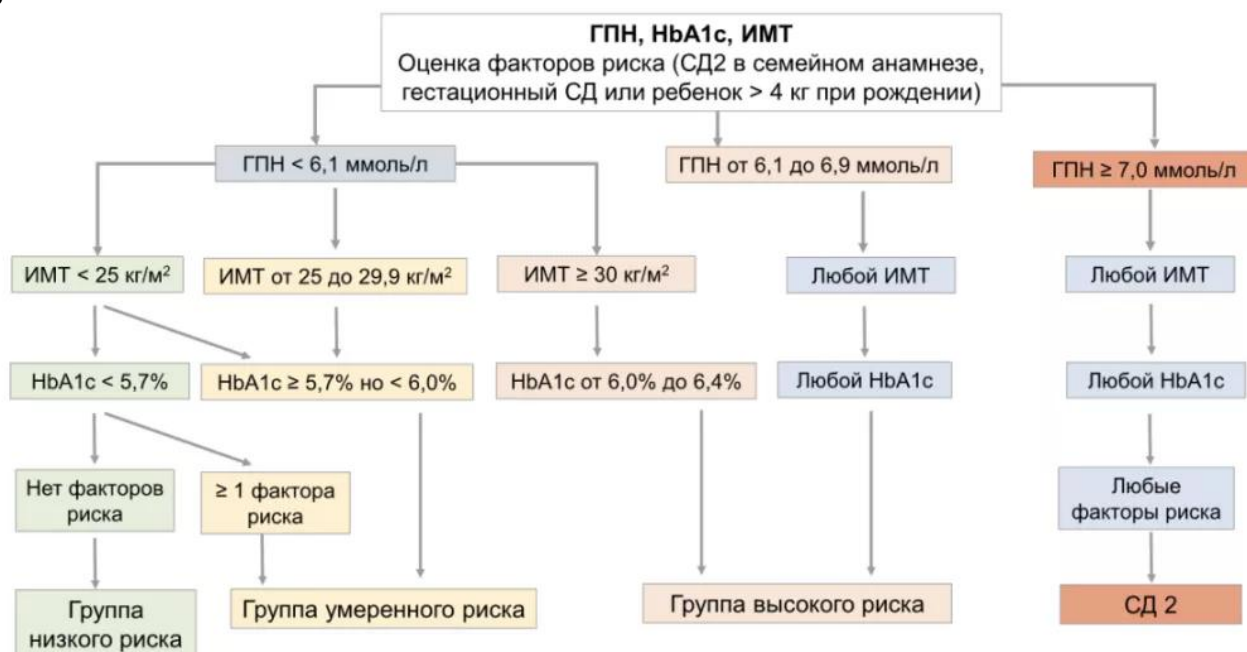 ГПН, HbA1c, ИМТ
Оценка факторов риска (СД2 в семейном анамнезе,
гестационный СД или ребенок > 4 кг при рождении)
ГПН < 6,1 ммоль/л
ГПН от 6,1 до 6,9 ммоль/л
ГПН ≥ 7,0 ммоль/л
ИМТ < 25 кг/м²
ИМТ от 25 до 29,9 кг/м²
ИМТ ≥ 30 кг/м²
Любой ИМТ
Любой ИМТ
HbA1c < 5,7%
HbA1c ≥ 5,7% но < 6,0%
HbA1c от 6,0% до 6,4%
Любой HbA1c
Любой HbA1c
Нет факторов
риска
≥ 1 фактора
риска
Любые
факторы риска
Группа
низкого риска
Группа умеренного риска
Группа высокого риска
СД 2